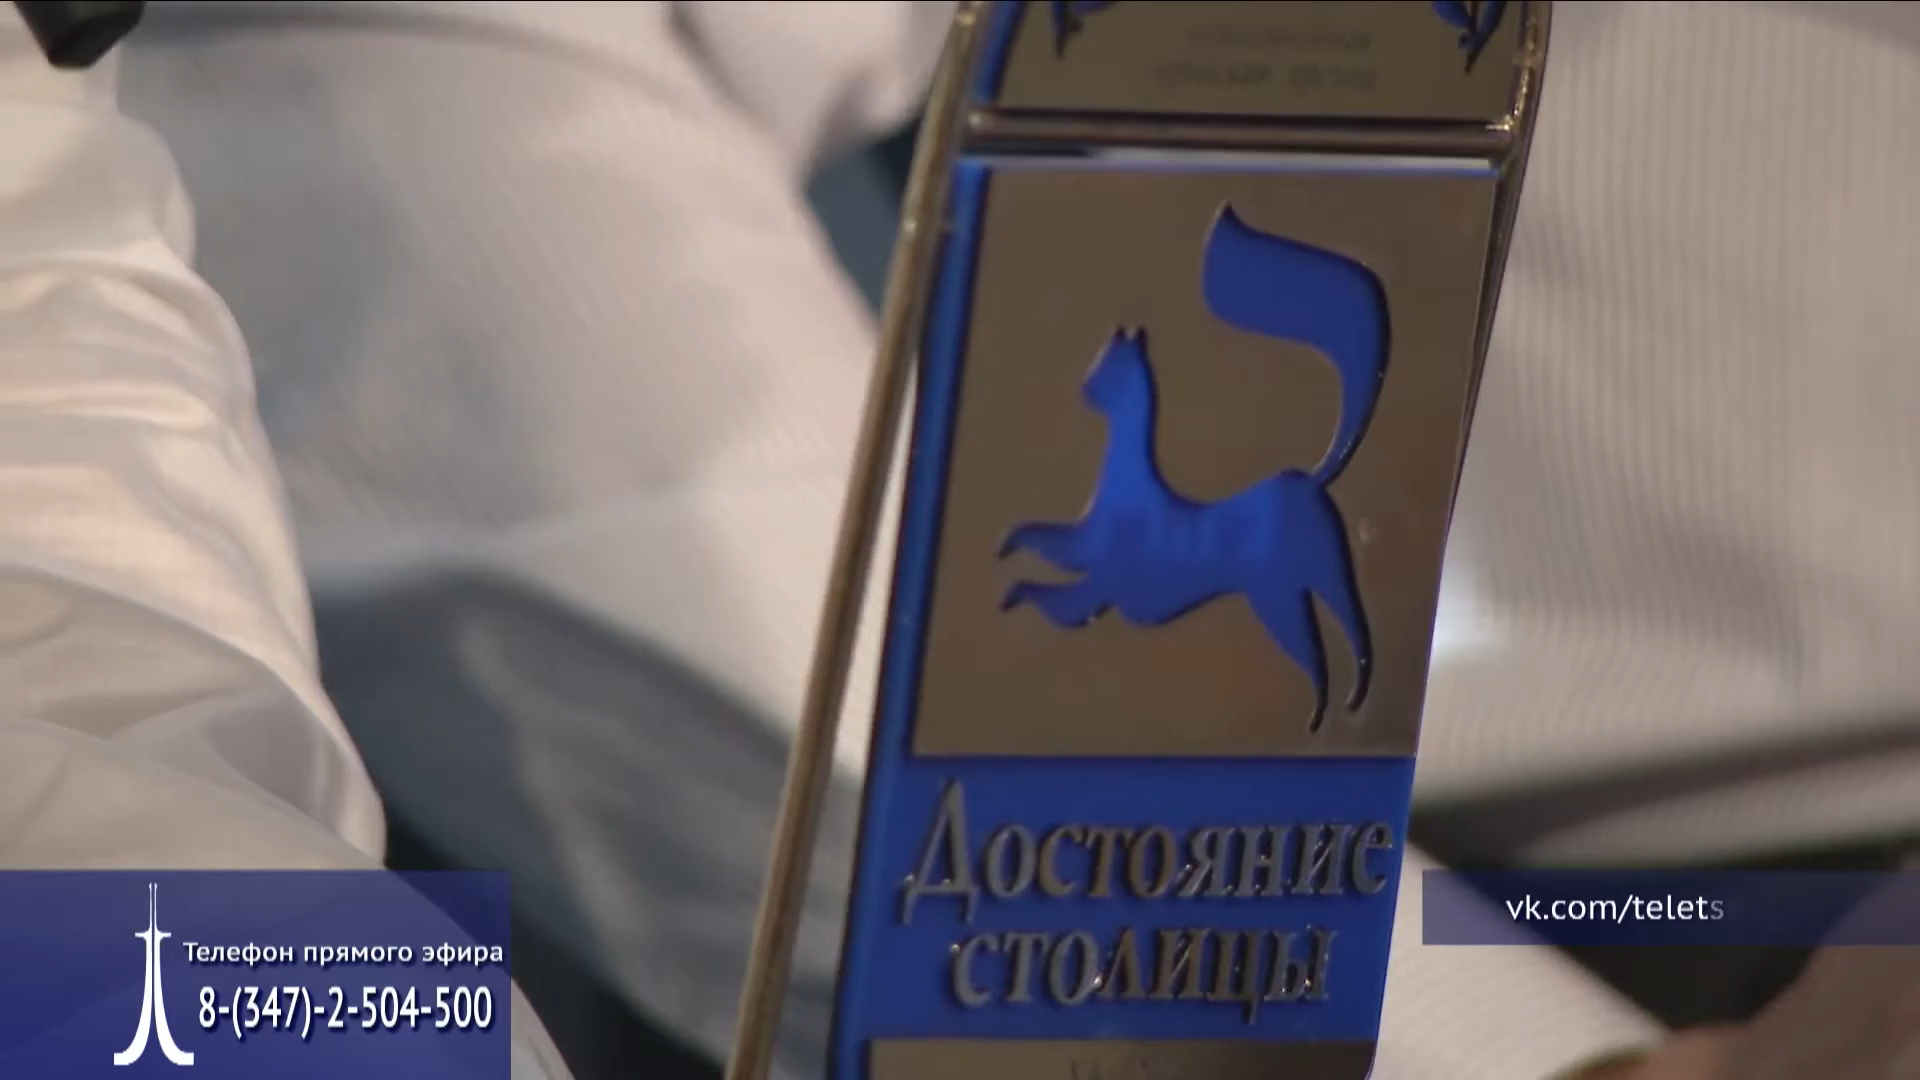 Достояние
столицы
Телефон прямого эфира
8-(347)-2-504-500
vk.com/telets